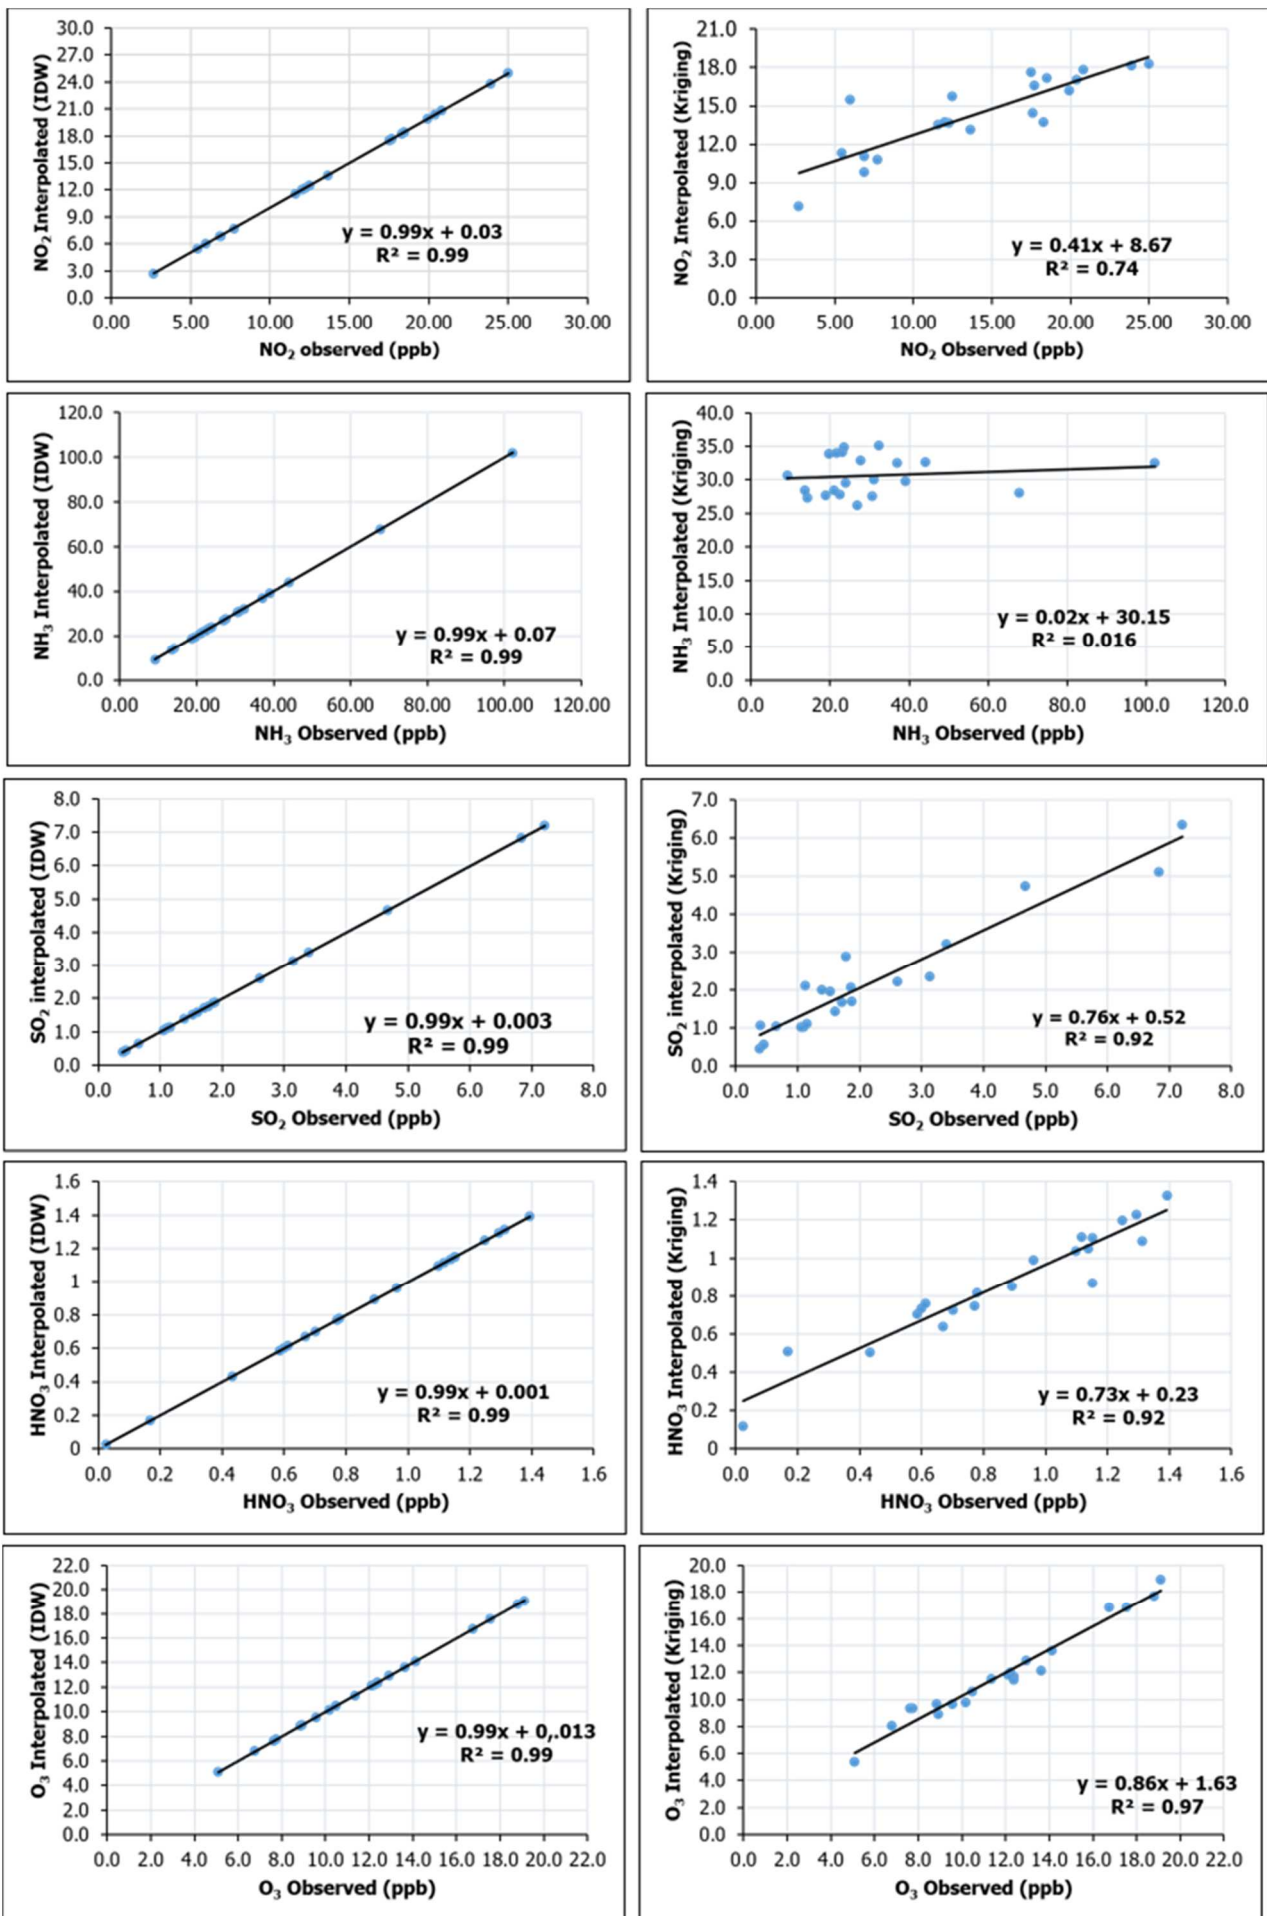 NO₂ Interpolated (IDW)
30.0
27.0
24.0
21.0
18.0
15.0
12.0
9.0
6.0
3.0
0.0
y = 0.99x + 0.03
R² = 0.99
0.00 5.00 10.00 15.00 20.00 25.00 30.00
NO₂ observed (ppb)
NO₂ Interpolated (Kriging)
21.0
18.0
15.0
12.0
9.0
6.0
3.0
0.0
y = 0.41x + 8.67
R² = 0.74
0.00 5.00 10.00 15.00 20.00 25.00 30.00
NO₂ Observed (ppb)
NH₃ Interpolated (IDW)
120.0
100.0
80.0
60.0
40.0
20.0
0.0
y = 0.99x + 0.07
R² = 0.99
0.00 20.00 40.00 60.00 80.00 100.00 120.00
NH₃ Observed (ppb)
NH₃ Interpolated (Kriging)
40.0
35.0
30.0
25.0
20.0
15.0
10.0
5.0
0.0
y = 0.02x + 30.15
R² = 0.016
0.0 20.0 40.0 60.0 80.0 100.0 120.0
NH₃ Observed (ppb)
SO₂ interpolated (IDW)
8.0
7.0
6.0
5.0
4.0
3.0
2.0
1.0
0.0
y = 0.99x + 0.003
R² = 0.99
0.0 1.0 2.0 3.0 4.0 5.0 6.0 7.0 8.0
SO₂ Observed (ppb)
SO₂ interpolated (Kriging)
7.0
6.0
5.0
4.0
3.0
2.0
1.0
0.0
y = 0.76x + 0.52
R² = 0.92
0.0 1.0 2.0 3.0 4.0 5.0 6.0 7.0 8.0
SO₂ Observed (ppb)
HNO₃ Interpolated (IDW)
1.6
1.4
1.2
1
0.8
0.6
0.4
0.2
0
y = 0.99x + 0.001
R² = 0.99
0.0 0.2 0.4 0.6 0.8 1.0 1.2 1.4 1.6
HNO₃ Observed (ppb)
HNO₃ Interpolated (Kriging)
1.4
1.2
1
0.8
0.6
0.4
0.2
0
y = 0.73x + 0.23
R² = 0.92
0.0 0.2 0.4 0.6 0.8 1.0 1.2 1.4 1.6
HNO₃ Observed (ppb)
O₃ Interpolated (IDW)
22.0
20.0
18.0
16.0
14.0
12.0
10.0
8.0
6.0
4.0
2.0
0.0
y = 0.99x + 0,.013
R² = 0.99
0.0 2.0 4.0 6.0 8.0 10.0 12.0 14.0 16.0 18.0 20.0 22.0
O₃ Observed (ppb)
O₃ Interpolated (Kriging)
20.0
18.0
16.0
14.0
12.0
10.0
8.0
6.0
4.0
2.0
0.0
y = 0.86x + 1.63
R² = 0.97
0.0 2.0 4.0 6.0 8.0 10.0 12.0 14.0 16.0 18.0 20.0 22.0
O₃ Observed (ppb)